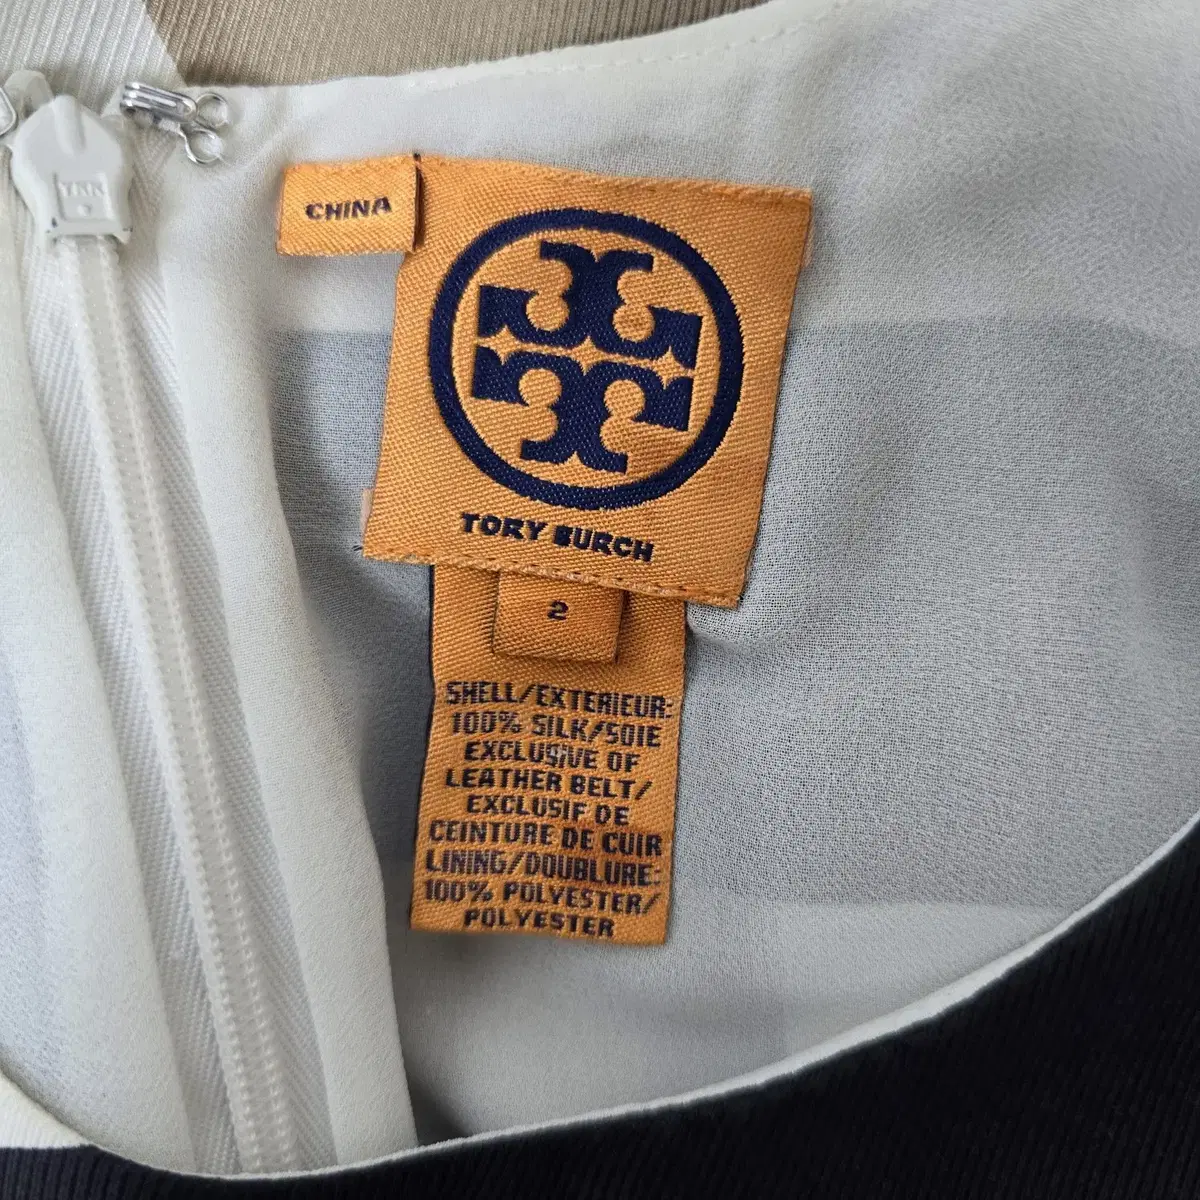 YKK
CHINA
TORY BURCH
2
SHELL/EXTERIEUR:
100% SILK/SOIE
EXCLUSIVE OF
LEATHER BELT/
EXCLUSIF DE
CEINTURE DE CUIR
LINING/DOUBLURE:
100% POLYESTER/
POLYESTER